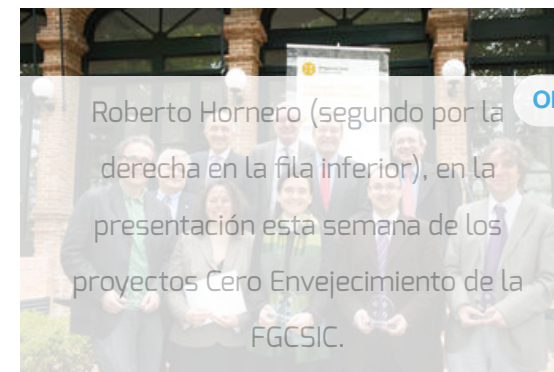 Roberto Hornero (segundo por la
derecha en la fila inferior), en la
presentación esta semana de los
proyectos Cero Envejecimiento de la
FGCSIC.